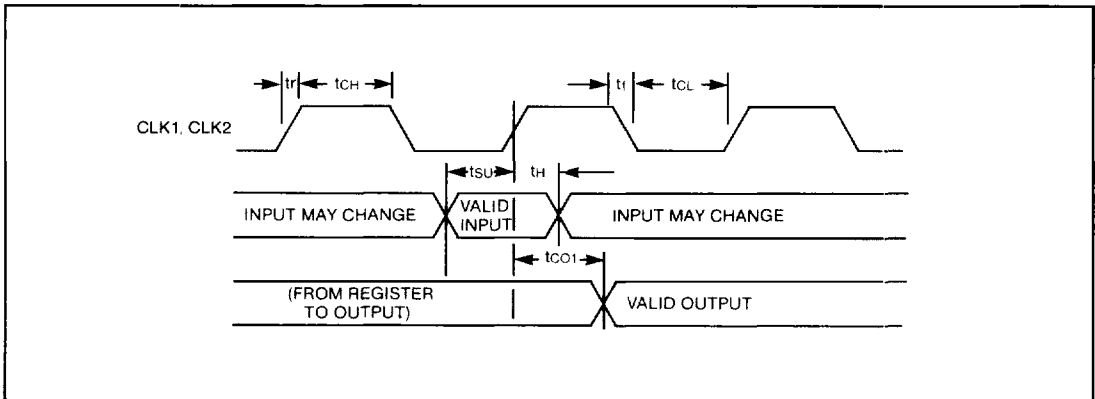 tr
tCH
tf
tCL
CLK1, CLK2
tSU
tH
INPUT MAY CHANGE
VALID
INPUT
INPUT MAY CHANGE
tCO1
(FROM REGISTER
TO OUTPUT)
VALID OUTPUT